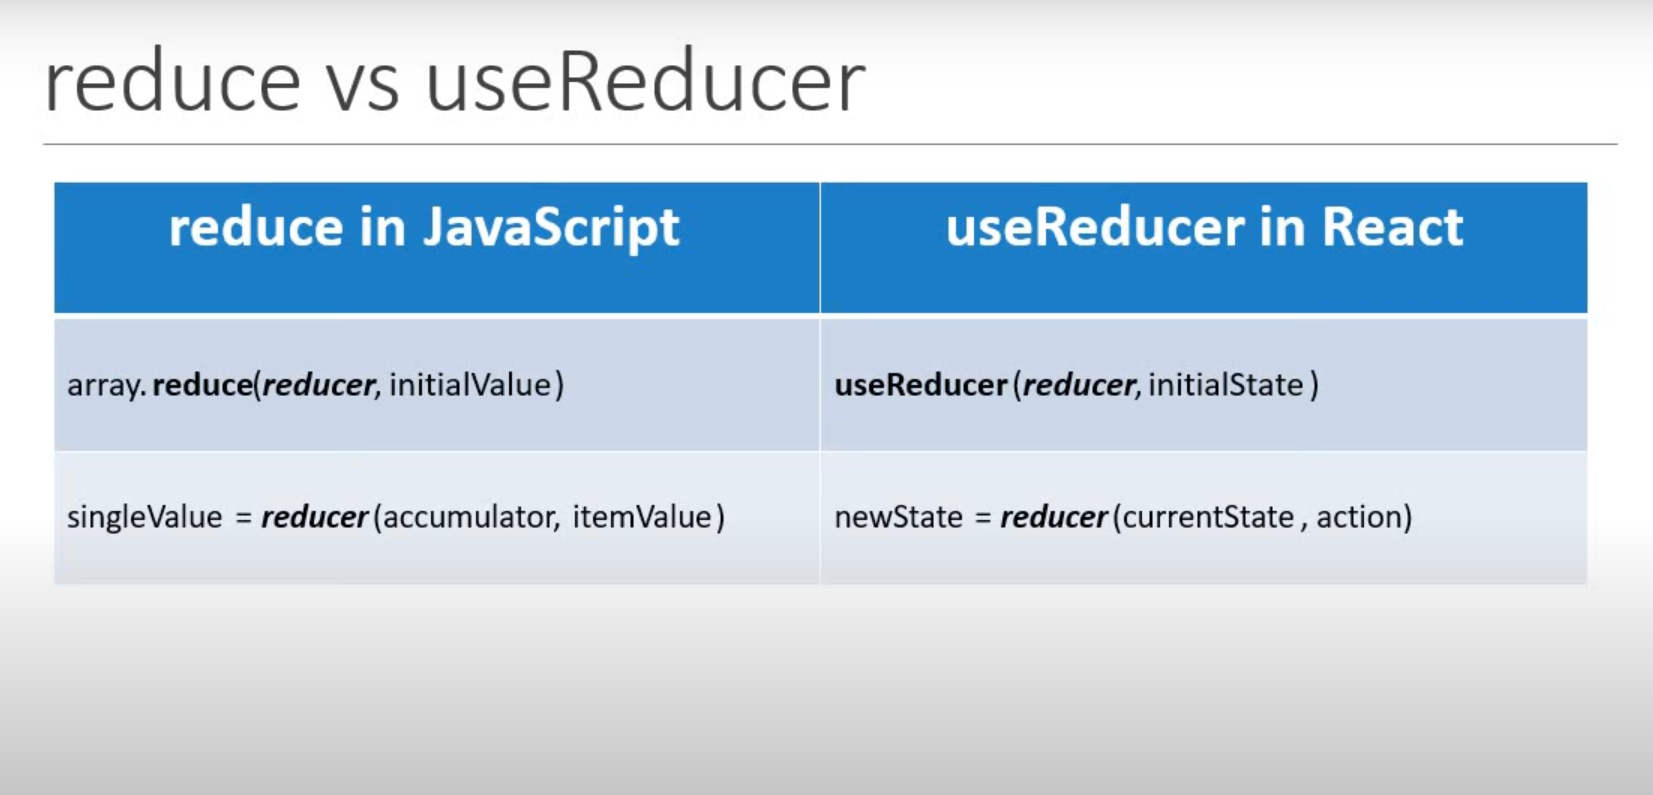 reduce vs useReducer
reduce in JavaScript
useReducer in React
array.reduce(reducer, initialValue)
useReducer(reducer, initialState)
singleValue = reducer(accumulator, itemValue)
newState = reducer(currentState, action)